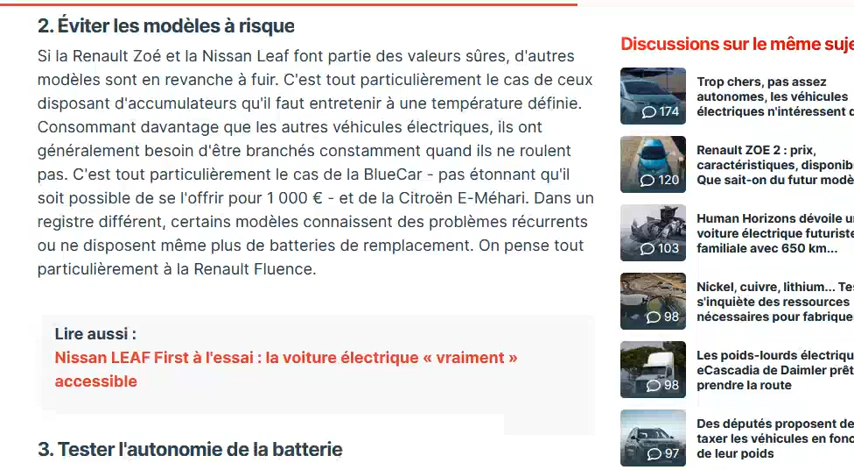 2. Éviter les modèles à risque
Si la Renault Zoé et la Nissan Leaf font partie des valeurs sûres, d'autres
modèles sont en revanche à fuir. C'est tout particulièrement le cas de ceux
disposant d'accumulateurs qu'il faut entretenir à une température définie.
Consommant davantage que les autres véhicules électriques, ils ont
généralement besoin d'être branchés constamment quand ils ne roulent
pas. C'est tout particulièrement le cas de la BlueCar - pas étonnant qu'il
soit possible de se l'offrir pour 1 000 € - et de la Citroën E-Méhari. Dans un
registre différent, certains modèles connaissent des problèmes récurrents
ou ne disposent même plus de batteries de remplacement. On pense tout
particulièrement à la Renault Fluence.
Lire aussi :
Nissan LEAF First à l'essai : la voiture électrique « vraiment »
accessible
3. Tester l'autonomie de la batterie
Discussions sur le même suje
174
Trop chers, pas assez
autonomes, les véhicules
électriques n'intéressent
120
Renault ZOE 2 : prix,
caractéristiques, disponib
Que sait-on du futur modè
103
Human Horizons dévoile
voiture électrique futuriste
familiale avec 650 km...
98
Nickel, cuivre, lithium...
s'inquiète des ressources
nécessaires pour fabrique
98
Les poids-lourds électriqu
eCascadia de Daimler prêt
prendre la route
97
Des députés proposent de
taxer les véhicules en fonc
de leur poids